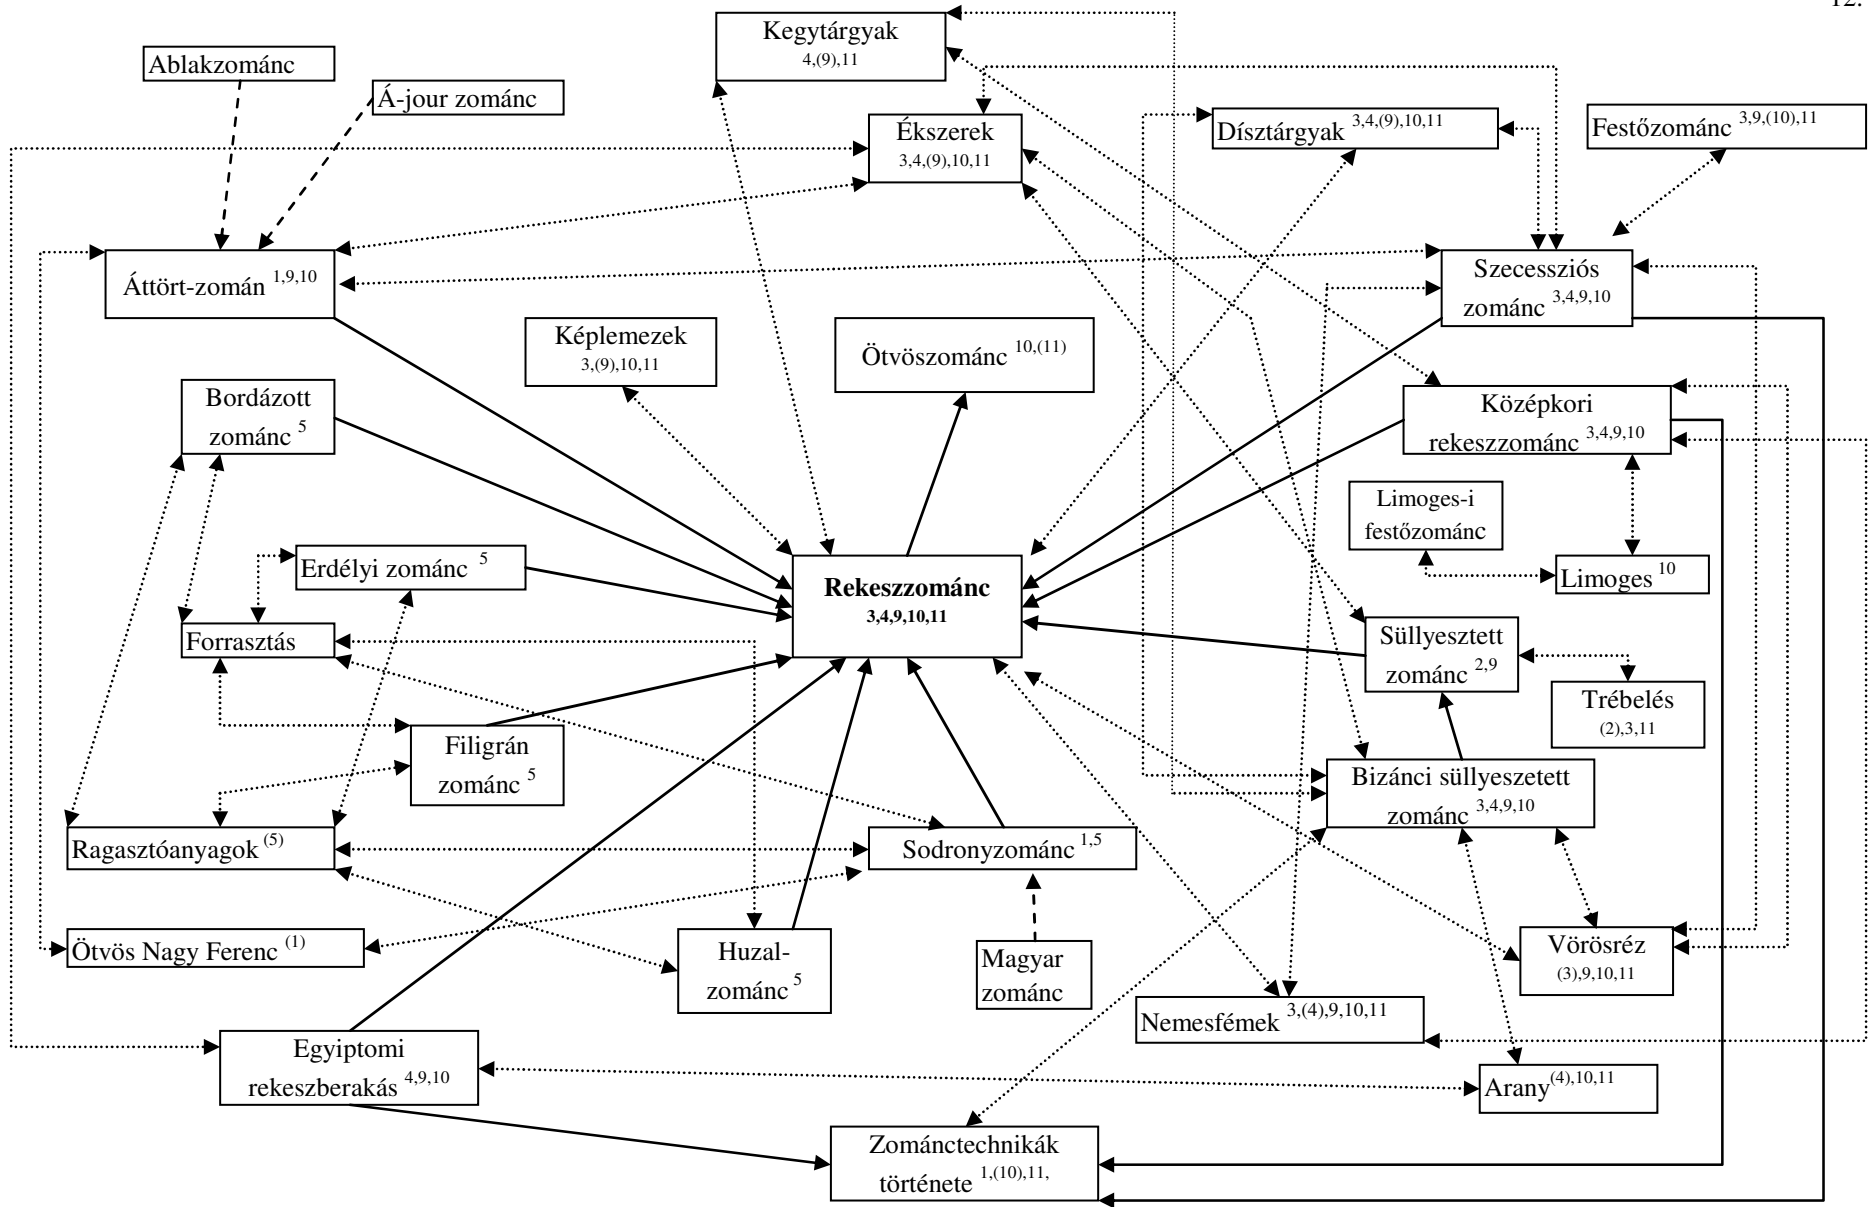 12.
Kegytárgyak
4,(9),11
Ablakzománc
Á-jour zománc
Ékszerek
3,4,(9),10,11
Dísztárgyak 3,4,(9),10,11
Festőzománc 3,9,(10),11
Áttört-zomán 1,9,10
Szecessziós
zománc 3,4,9,10
Képlemezek
3,(9),10,11
Ötvöszománc 10,(11)
Bordázott
zománc 5
Középkori
rekeszzománc 3,4,9,10
Limoges-i
festőzománc
Limoges 10
Erdélyi zománc 5
Rekeszzománc
3,4,9,10,11
Forrasztás
Süllyesztett
zománc 2,9
Trébelés
(2),3,11
Filigrán
zománc 5
Bizánci süllyeszetett
zománc 3,4,9,10
Ragasztóanyagok (5)
Sodronyzománc 1,5
Ötvös Nagy Ferenc (1)
Huzal-
zománc 5
Magyar
zománc
Vörösréz
(3),9,10,11
Nemesfémek 3,(4),9,10,11
Egyiptomi
rekeszberakás 4,9,10
Arany(4),10,11
Zománctechnikák
története 1,(10),11,